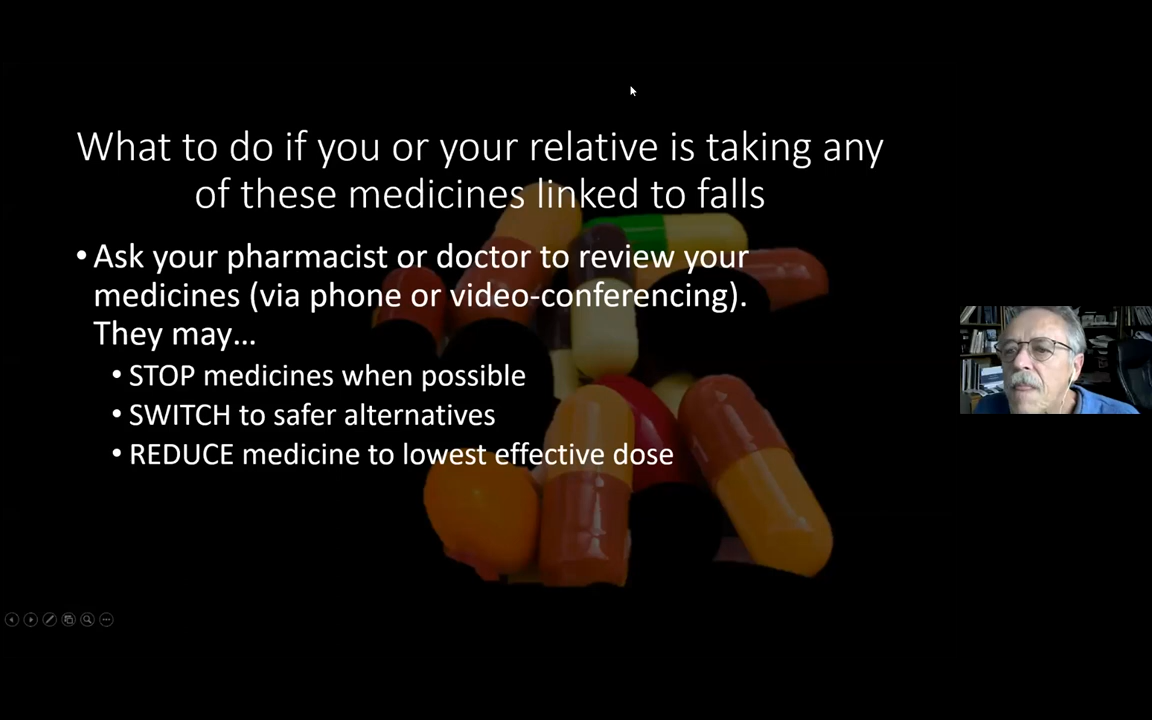 What to do if you or your relative is taking any
of these medicines linked to falls
• Ask your pharmacist or doctor to review your
medicines (via phone or video-conferencing).
They may…
• STOP medicines when possible
• SWITCH to safer alternatives
• REDUCE medicine to lowest effective dose